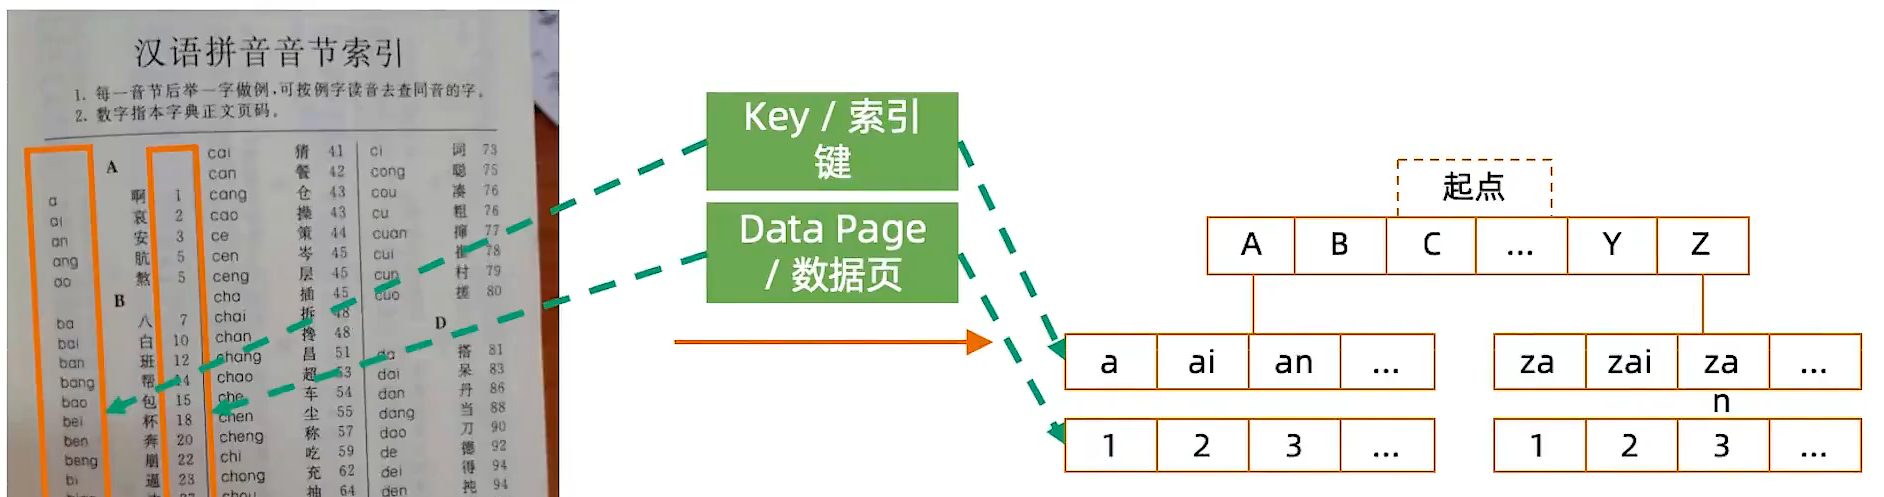 汉语拼音音节索引
1. 每一音节后举一字做例,可按例字读音去查同音的字。
2. 数字指本字典正文页码。
A
a 啊 1
ai 哀 2
an 安 3
ang 肮 5
ao 熬 5
B
ba 八 7
bai 白 10
ban 班 12
bang 帮 14
bao 包 15
bei 杯 18
ben 奔 20
beng 崩 22
bi 逼 23
cai 猜 41
can 餐 42
cang 仓 43
cao 操 43
ce 策 44
cen 岑 45
ceng 层 45
cha 插 45
chai 拆 48
chan 搀 48
chang 昌 51
chao 超 53
che 车 54
chen 尘 55
cheng 称 57
chi 吃 59
chong 充 62
chou 抽 64
ci 词 73
cong 聪 75
cou 凑 76
cu 粗 76
cuan 77
cui 崔 78
cun 村 79
cuo 搓 80
D
da 搭 81
dai 呆 83
dan 丹 86
dang 当 88
dao 刀 90
de 德 92
dei 得 94
den 扽 94
Key / 索引
键
Data Page
/ 数据页
起点
A B C ... Y Z
a ai an ...
1 2 3 ...
za zai za ...
n
1 2 3 ...